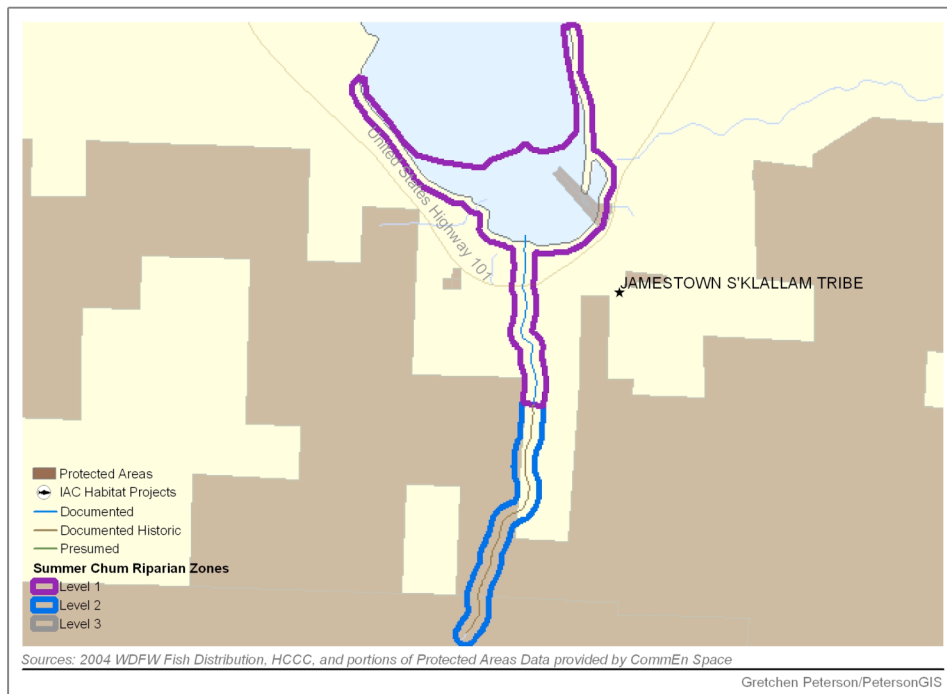 United States Highway 101
JAMESTOWN S'KLALLAM TRIBE
Protected Areas
IAC Habitat Projects
Documented
Documented Historic
Presumed
Summer Chum Riparian Zones
Level 1
Level 2
Level 3
Sources: 2004 WDFW Fish Distribution, HCCC, and portions of Protected Areas Data provided by CommEn Space
Gretchen Peterson/PetersonGIS